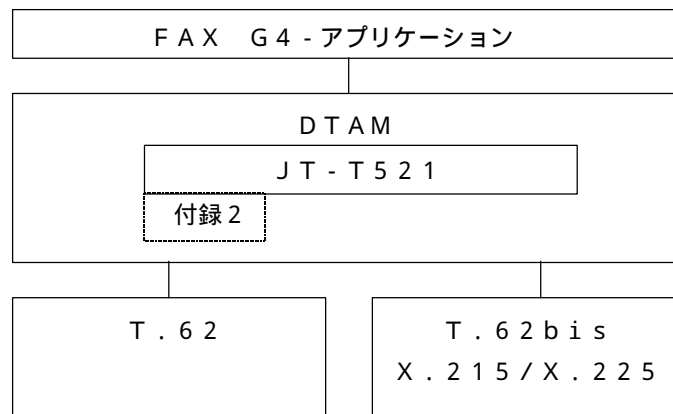 ＦＡＸ　Ｇ４-アプリケーション
ＤＴＡＭ
ＪＴ-Ｔ５２１
付録２
Ｔ．６２
Ｔ．６２ｂｉｓ
Ｘ．２１５/Ｘ．２２５